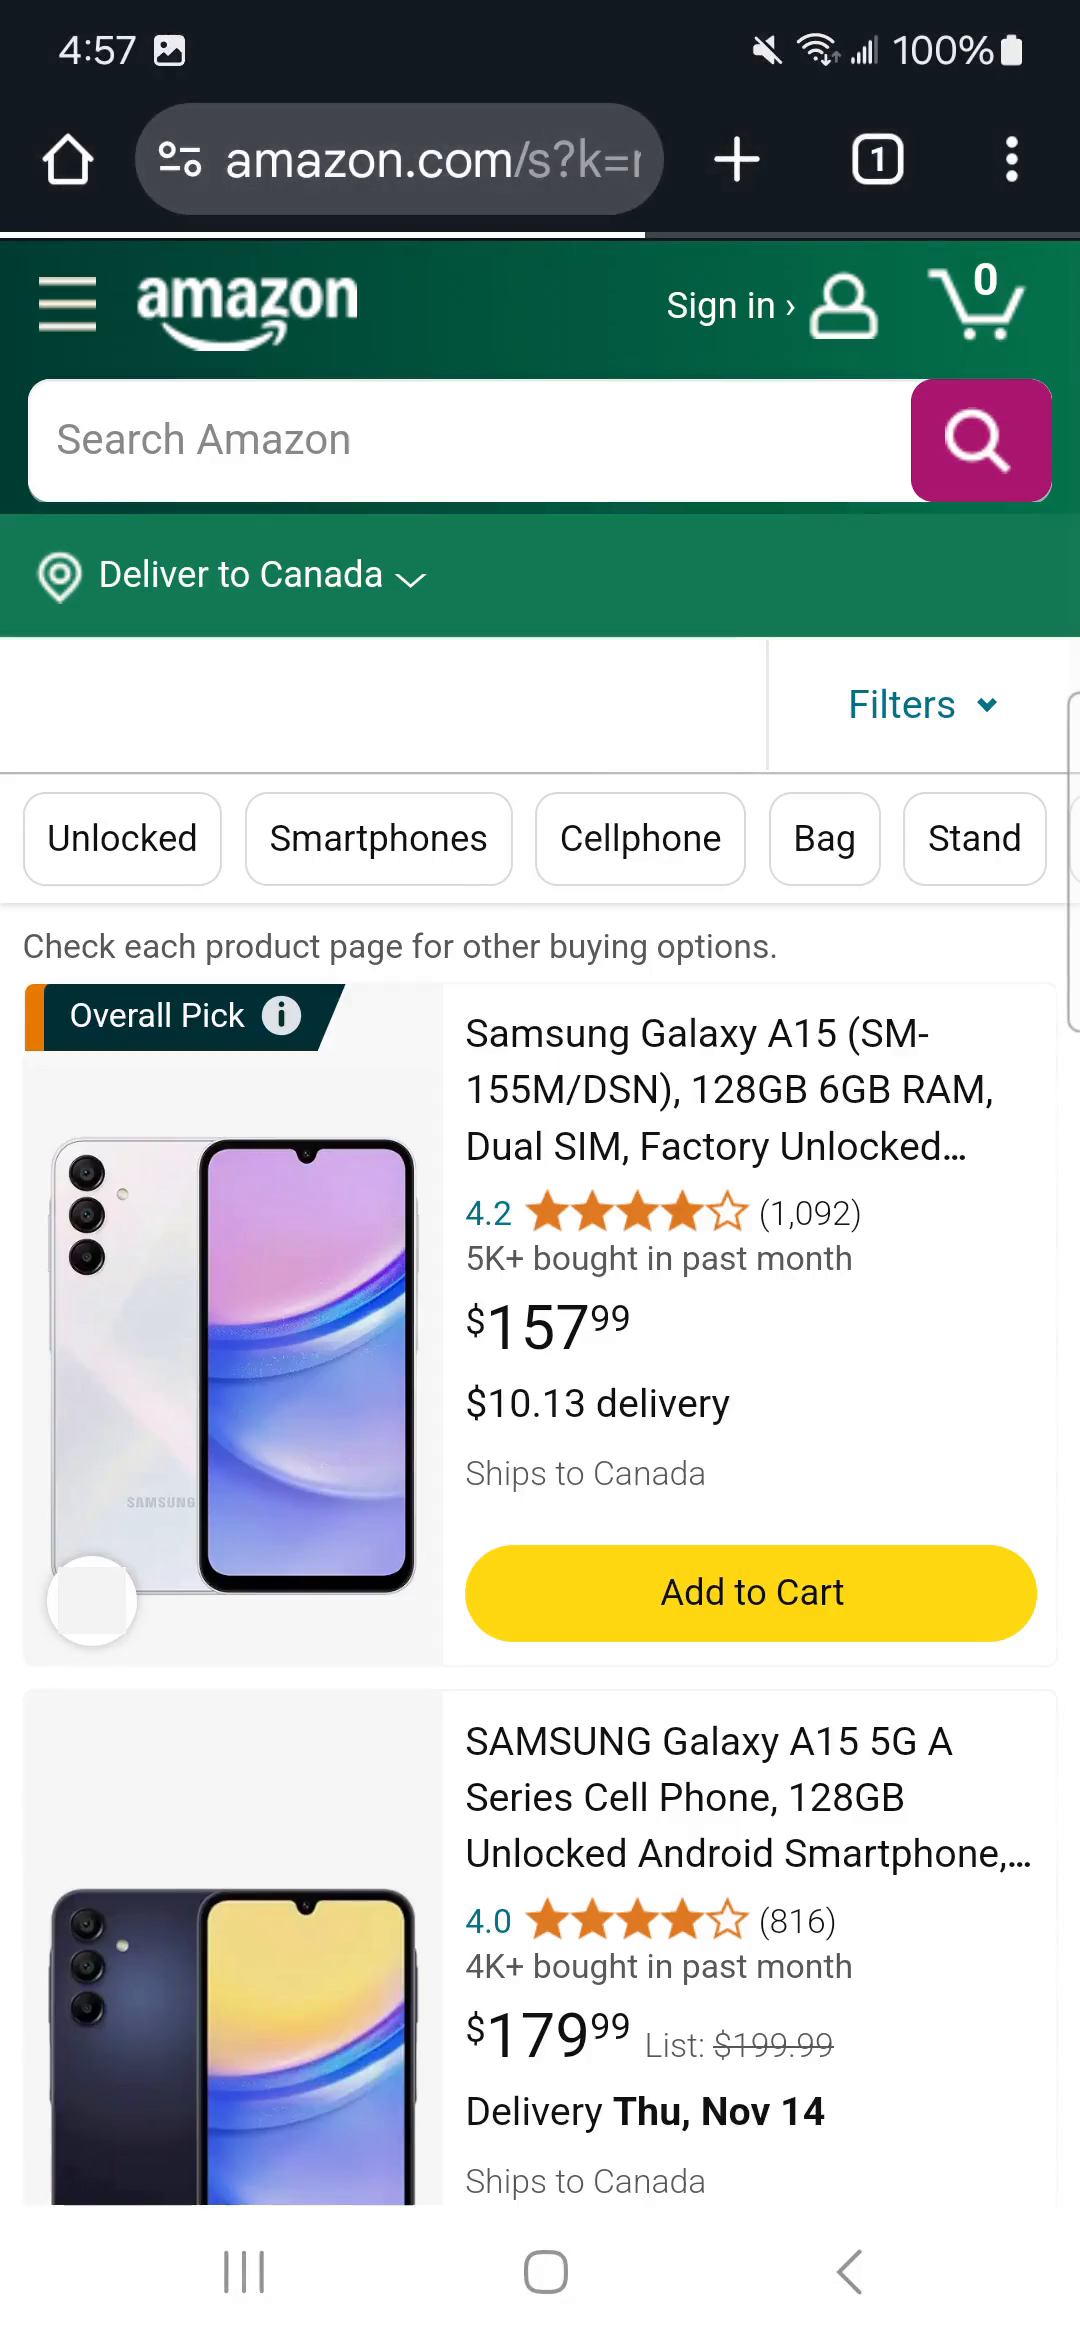 4:57
100%
amazon.com/s?k=
1
amazon
Sign in ›
0
Search Amazon
Deliver to Canada
Filters
Unlocked
Smartphones
Cellphone
Bag
Stand
Check each product page for other buying options.
Overall Pick
Samsung Galaxy A15 (SM-
155M/DSN), 128GB 6GB RAM,
Dual SIM, Factory Unlocked...
4.2 (1,092)
5K+ bought in past month
$157.99
$10.13 delivery
Ships to Canada
SAMSUNG
Add to Cart
SAMSUNG Galaxy A15 5G A
Series Cell Phone, 128GB
Unlocked Android Smartphone,...
4.0 (816)
4K+ bought in past month
$179.99 List: $199.99
Delivery Thu, Nov 14
Ships to Canada